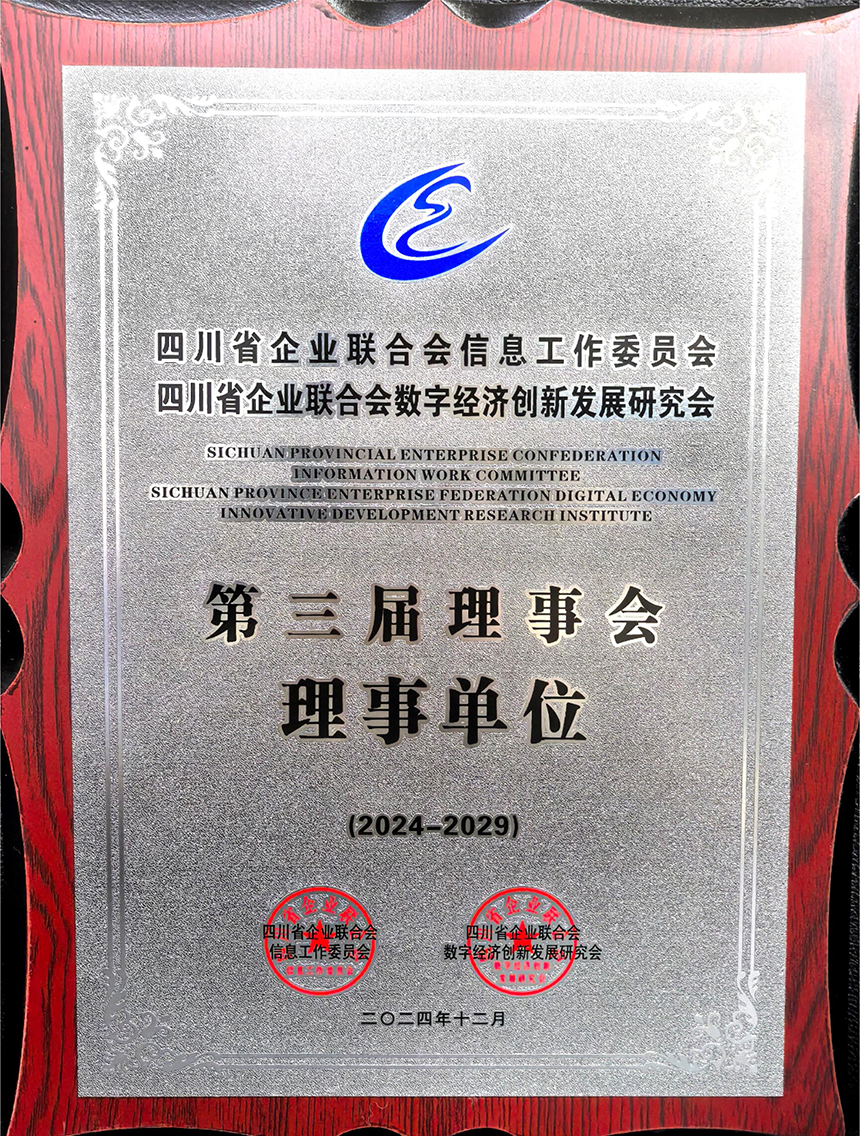 四川省企业联合会信息工作委员会
四川省企业联合会数字经济创新发展研究会
SICHUAN PROVINCIAL ENTERPRISE CONFEDERATION
INFORMATION WORK COMMITTEE
SICHUAN PROVINCE ENTERPRISE FEDERATION DIGITAL ECONOMY
INNOVATIVE DEVELOPMENT RESEARCH INSTITUTE
第三届理事会
理事单位
(2024-2029)
四川省企业联合会
信息工作委员会
四川省企业联合会
数字经济创新发展研究会
二〇二四年十二月